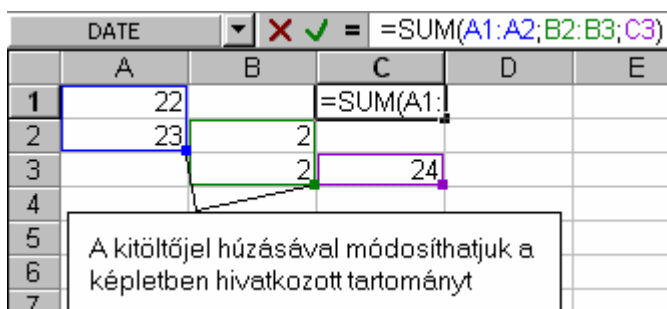 DATE = =SUM(A1:A2;B2:B3;C3)
A B C D E
1 22 =SUM(A1:
2 23 2
3 2 24
4
5
6
7
A kitöltőjel húzásával módosíthatjuk a
képletben hivatkozott tartományt